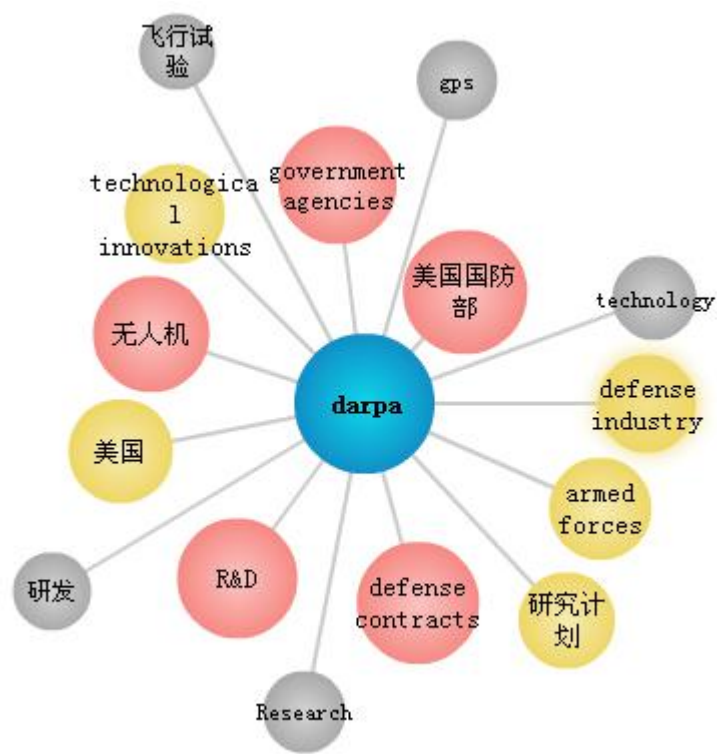 飞行试
验
gps
government
agencies
technologica
l
innovations
美国国防
部
technology
无人机
darpa
defense
industry
美国
armed
forces
R&D
defense
contracts
研发
研究计
划
Research